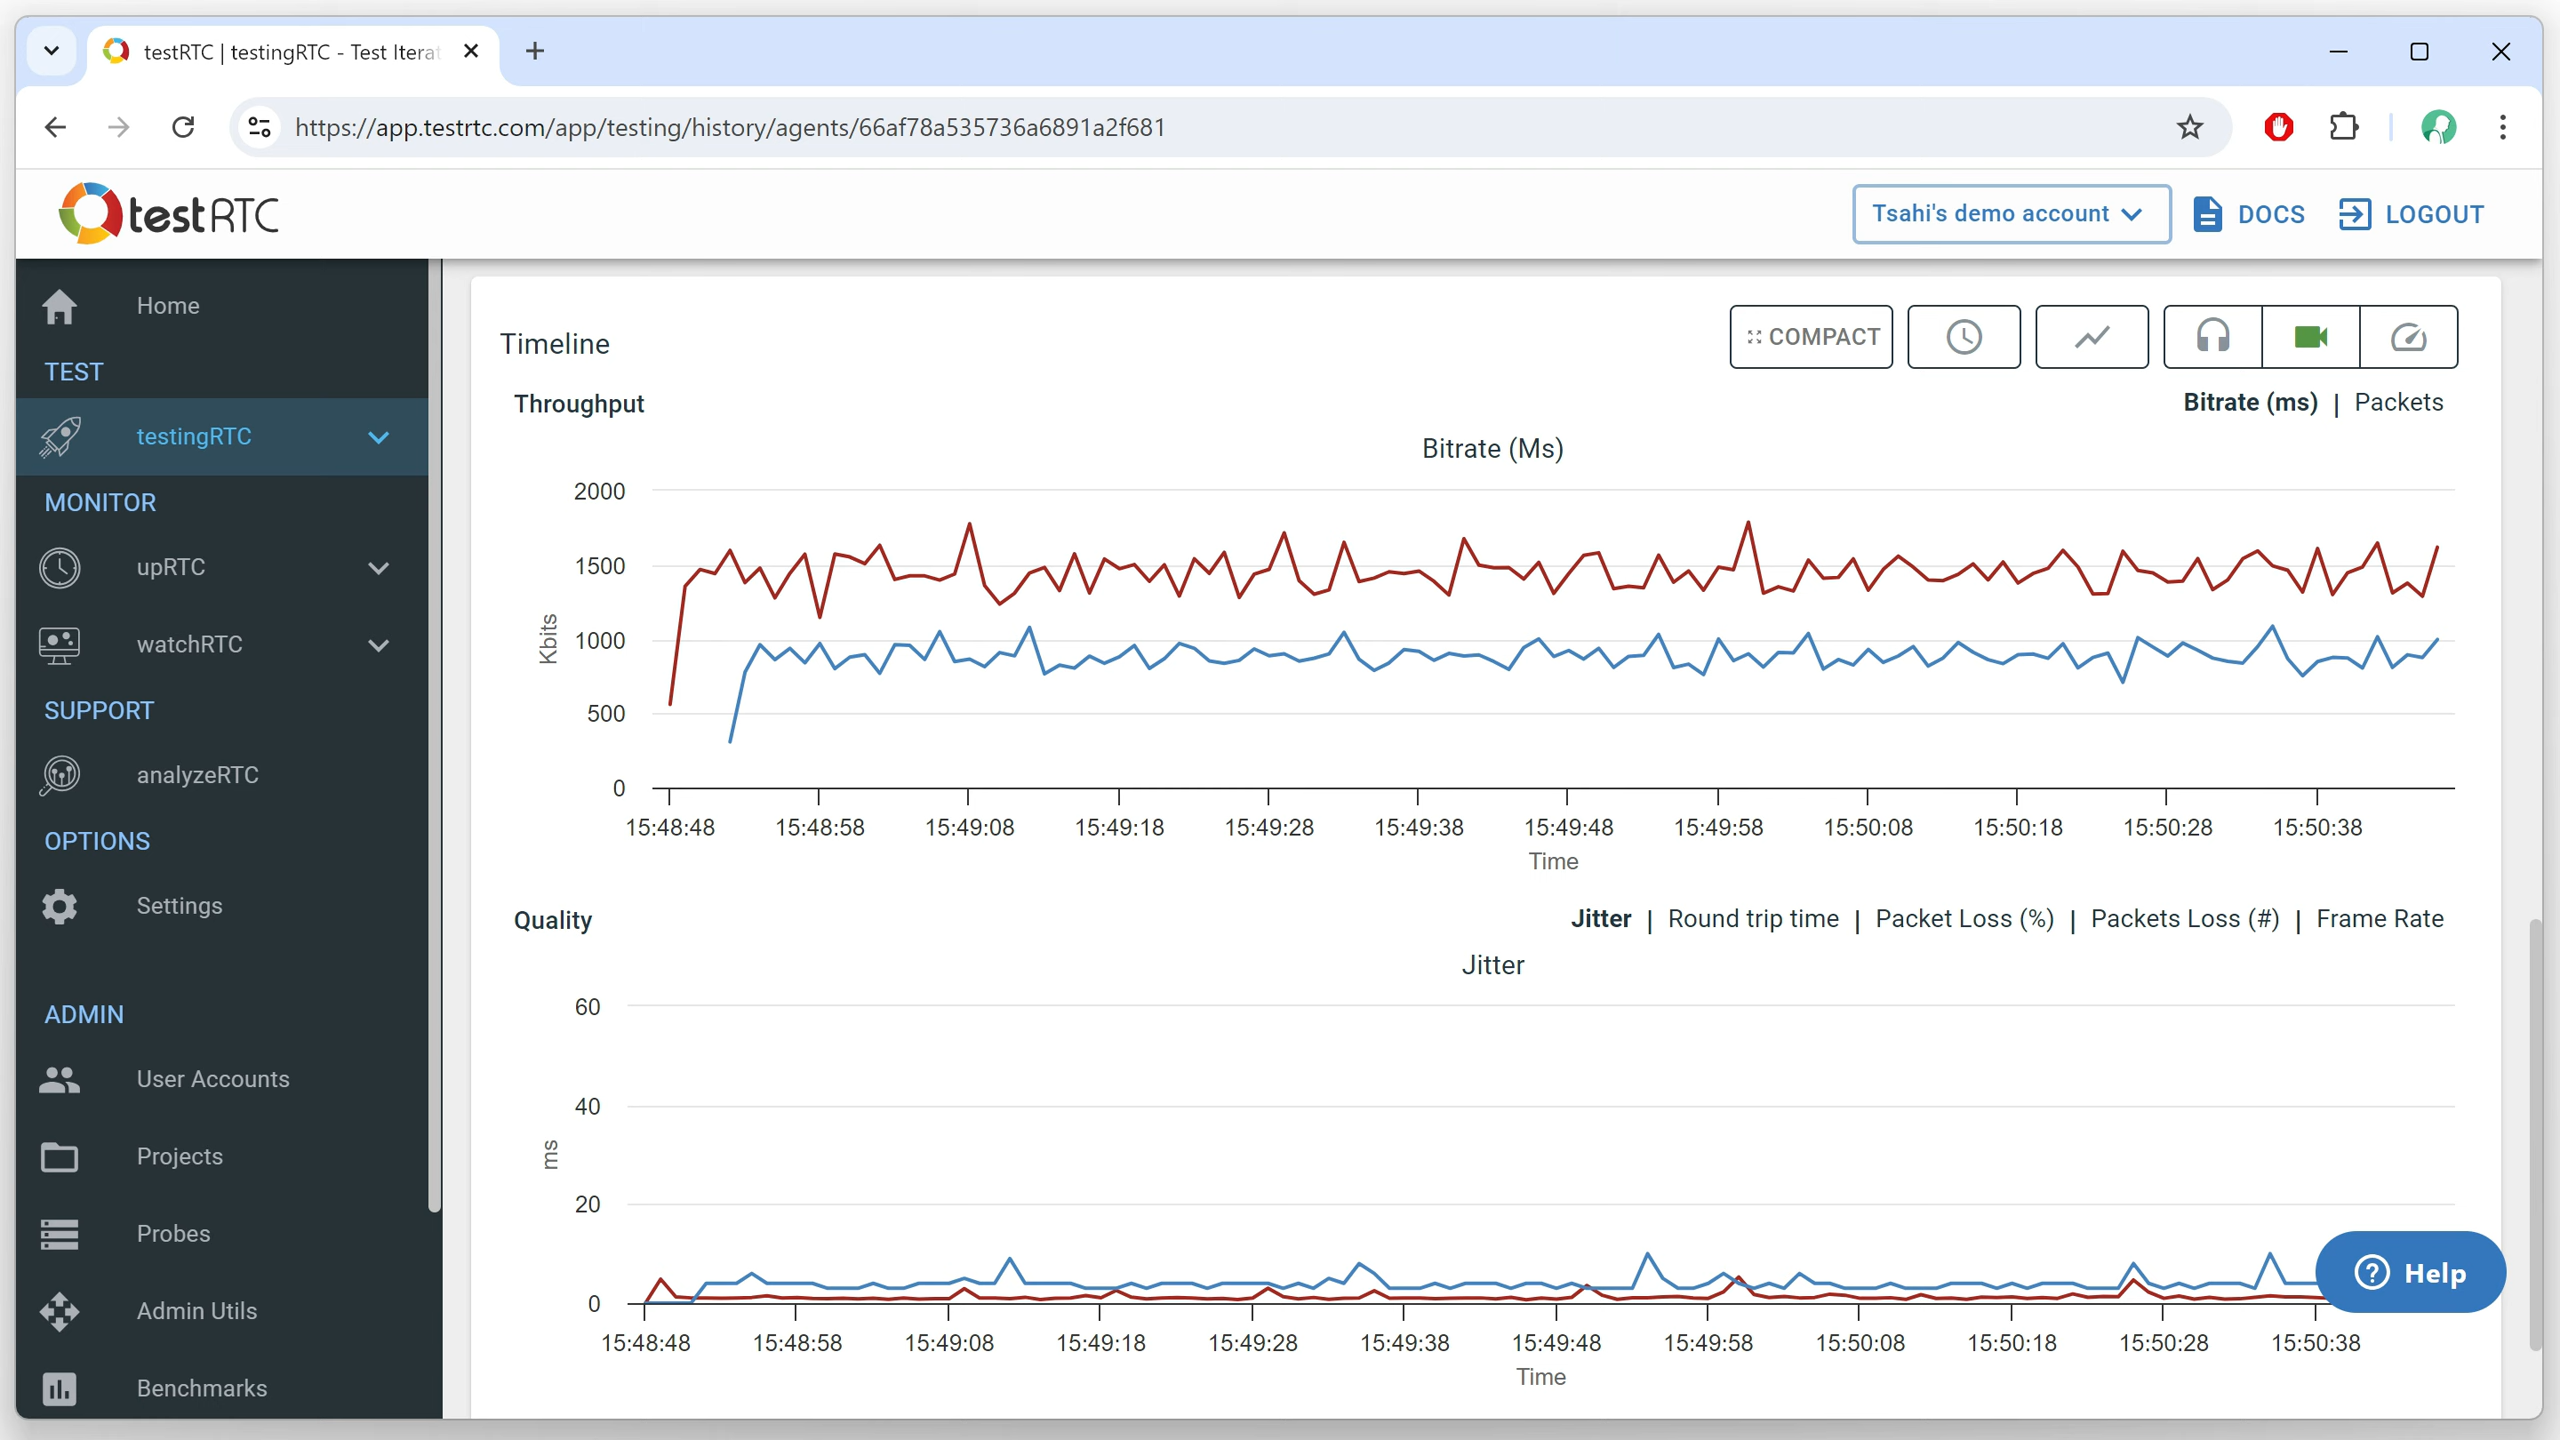 testRTC | testingRTC - Test Iterat
https://app.testrtc.com/app/testing/history/agents/66af78a535736a6891a2f681
testRTC
Tsahi's demo account
DOCS
LOGOUT
Home
TEST
testingRTC
MONITOR
upRTC
watchRTC
SUPPORT
analyzeRTC
OPTIONS
Settings
ADMIN
User Accounts
Projects
Probes
Admin Utils
Benchmarks
Timeline
COMPACT
Throughput
Bitrate (ms) | Packets
Bitrate (Ms)
2000
1500
1000
500
0
Kbits
15:48:48 15:48:58 15:49:08 15:49:18 15:49:28 15:49:38 15:49:48 15:49:58 15:50:08 15:50:18 15:50:28 15:50:38
Time
Quality
Jitter | Round trip time | Packet Loss (%) | Packets Loss (#) | Frame Rate
Jitter
60
40
20
0
ms
15:48:48 15:48:58 15:49:08 15:49:18 15:49:28 15:49:38 15:49:48 15:49:58 15:50:08 15:50:18 15:50:28 15:50:38
Time
? Help